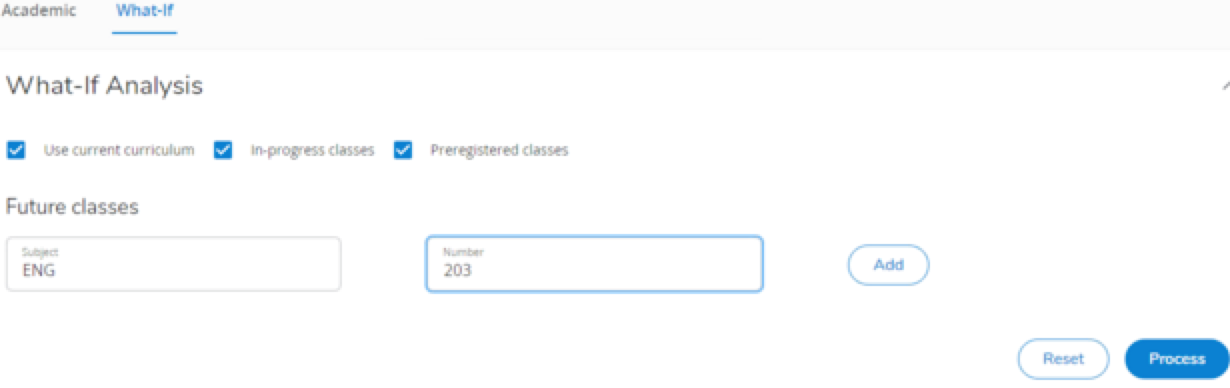 Academic What-If
What-If Analysis
Use current curriculum In-progress classes Preregistered classes
Future classes
Subject Number
ENG 203 Add
Reset Process